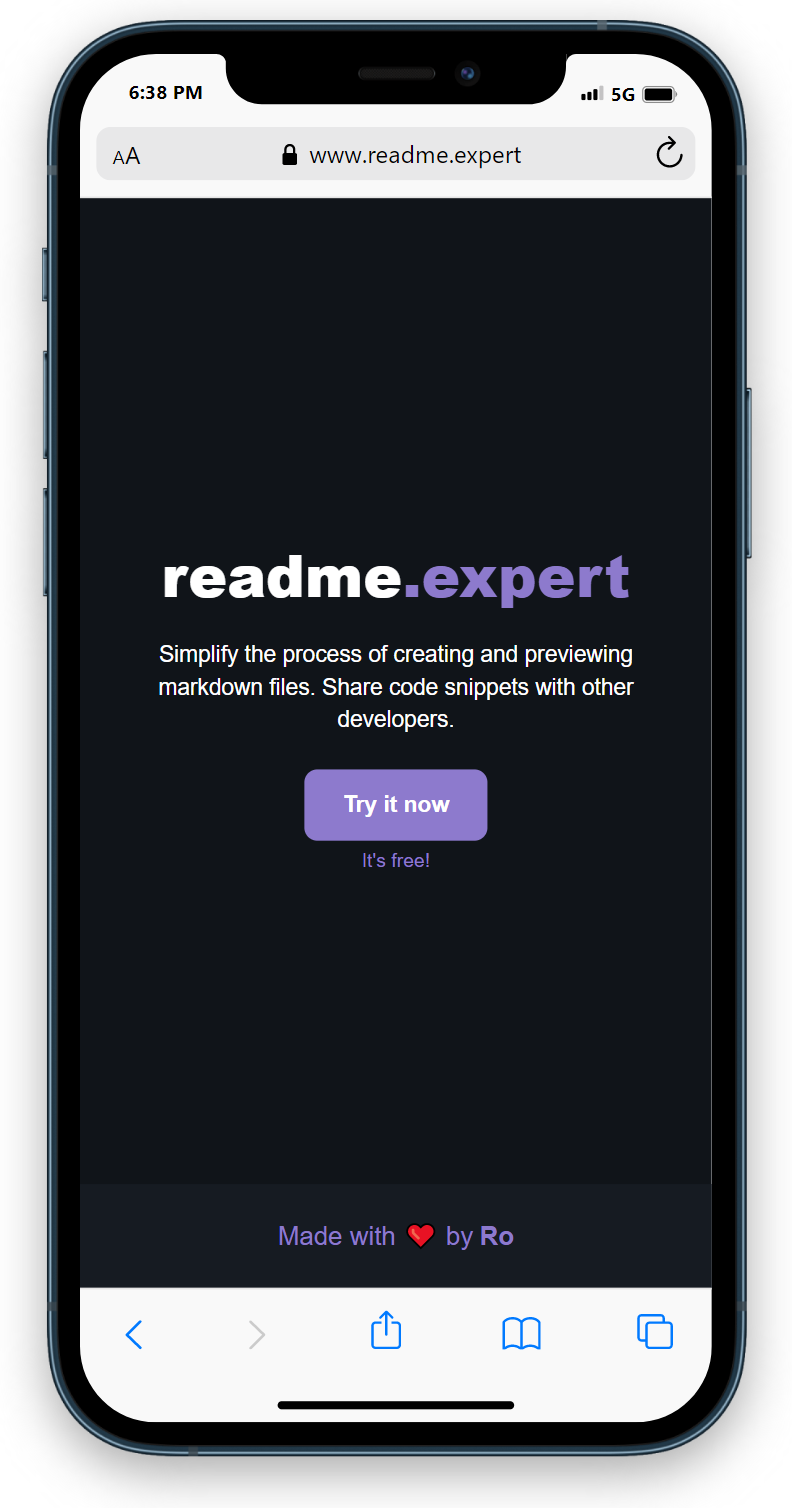 6:38 PM 5G
AA www.readme.expert
readme.expert
Simplify the process of creating and previewing
markdown files. Share code snippets with other
developers.
Try it now
It's free!
Made with ❤️ by Ro